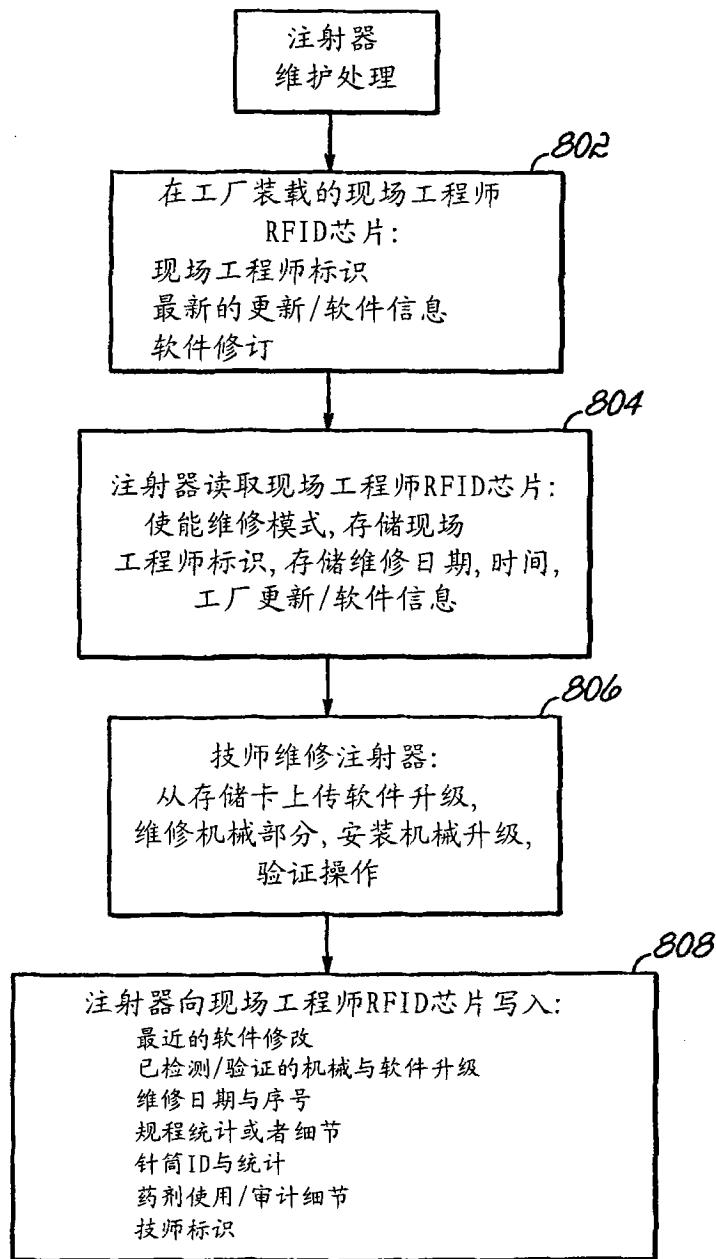 注射器
维护处理
802
在工厂装载的现场工程师
RFID芯片:
现场工程师标识
最新的更新/软件信息
软件修订
804
注射器读取现场工程师RFID芯片:
使能维修模式,存储现场
工程师标识,存储维修日期,时间,
工厂更新/软件信息
806
技师维修注射器:
从存储卡上传软件升级,
维修机械部分,安装机械升级,
验证操作
808
注射器向现场工程师RFID芯片写入:
最近的软件修改
已检测/验证的机械与软件升级
维修日期与序号
规程统计或者细节
针筒ID与统计
药剂使用/审计细节
技师标识